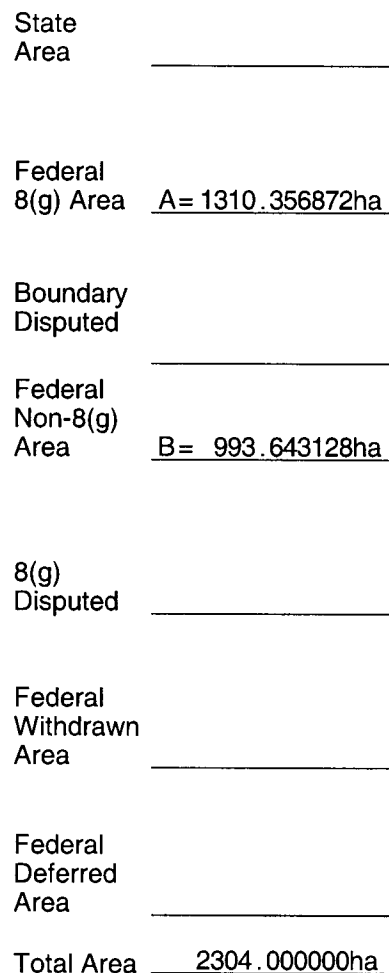 State
Area
Federal
8(g) Area A= 1310.356872ha
Boundary
Disputed
Federal
Non-8(g)
Area B= 993.643128ha
8(g)
Disputed
Federal
Withdrawn
Area
Federal
Deferred
Area
Total Area 2304.000000ha